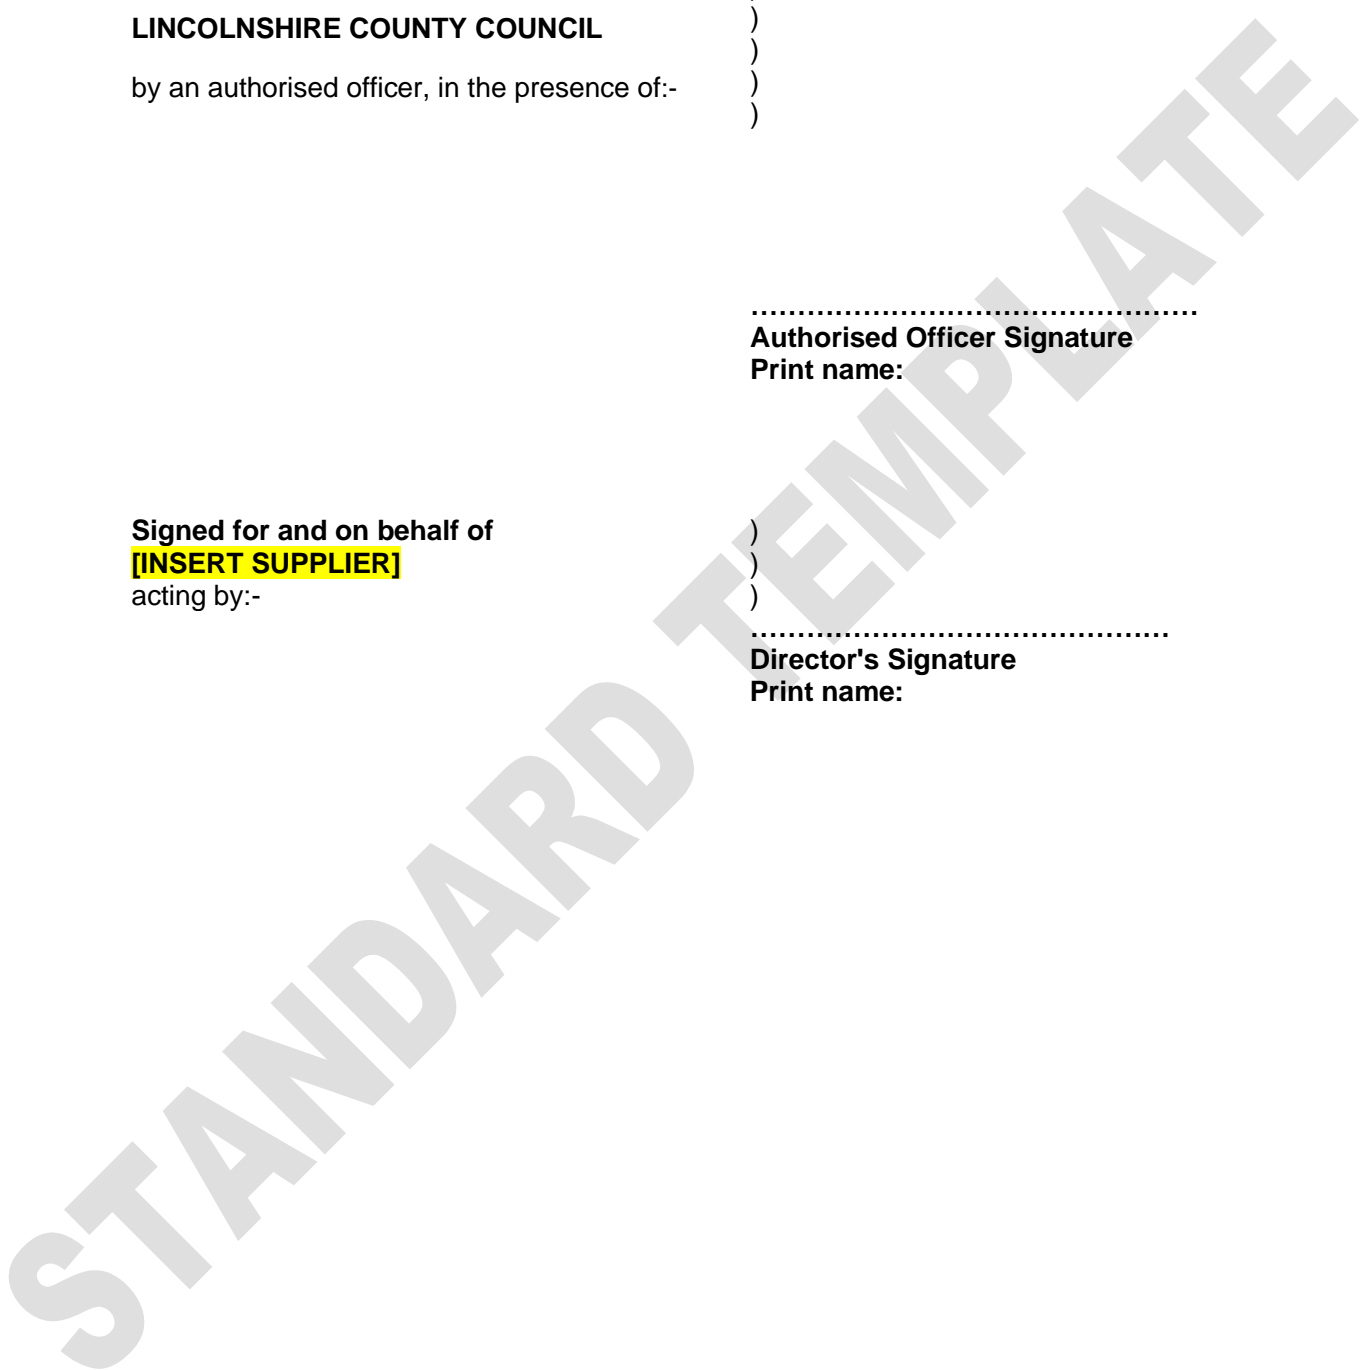 )
LINCOLNSHIRE COUNTY COUNCIL )
)
by an authorised officer, in the presence of:- )
)
................................................
Authorised Officer Signature
Print name:
Signed for and on behalf of )
[INSERT SUPPLIER] )
acting by:- )
.............................................
Director's Signature
Print name:
STANDARD TEMPLATE